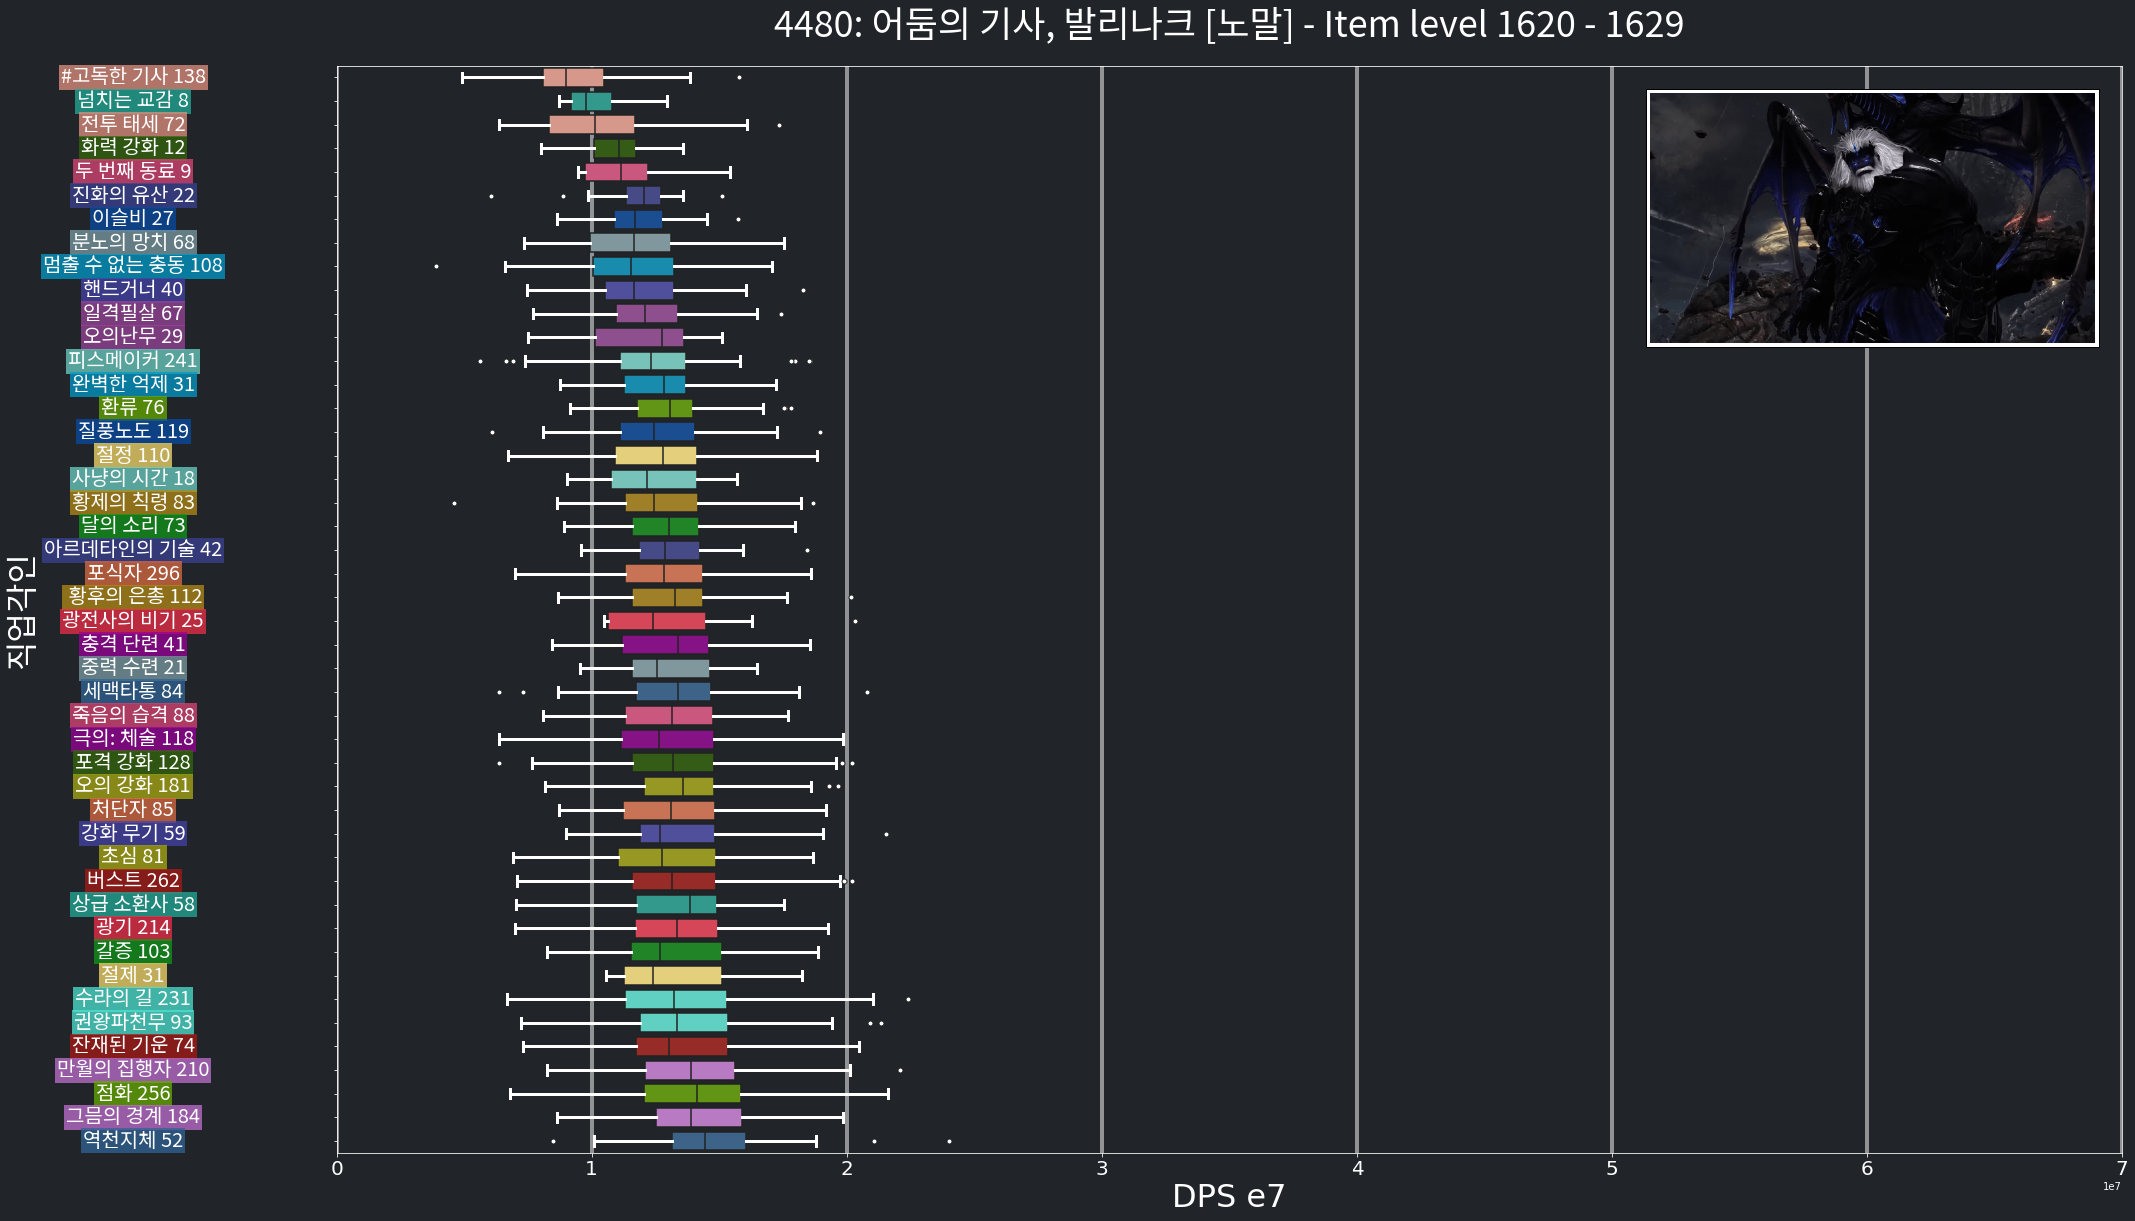 4480: 어둠의 기사, 발리나크 [노말] - Item level 1620 - 1629
#고독한 기사 138
넘치는 교감 8
전투 태세 72
화력 강화 12
두 번째 동료 9
진화의 유산 22
이슬비 27
분노의 망치 68
멈출 수 없는 충동 108
핸드거너 40
일격필살 67
오의난무 29
피스메이커 241
완벽한 억제 31
환류 76
질풍노도 119
절정 110
사냥의 시간 18
황제의 칙령 83
달의 소리 73
아르데타인의 기술 42
포식자 296
황후의 은총 112
광전사의 비기 25
충격 단련 41
중력 수련 21
세맥타통 84
죽음의 습격 88
극의: 체술 118
포격 강화 128
오의 강화 181
처단자 85
강화 무기 59
초심 81
버스트 262
상급 소환사 58
광기 214
갈증 103
절제 31
수라의 길 231
권왕파천무 93
잔재된 기운 74
만월의 집행자 210
점화 256
그믐의 경계 184
역천지체 52
직업각인
0 1 2 3 4 5 6 7
DPS e7
1e7